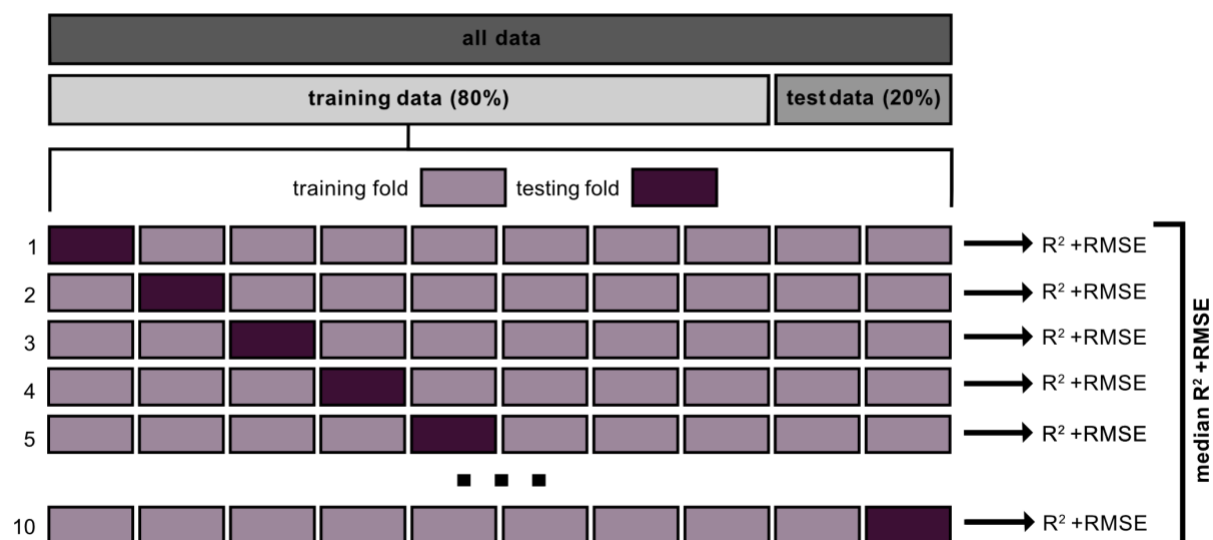 all data
training data (80%) test data (20%)
training fold testing fold
1 R² +RMSE
2 R² +RMSE
3 R² +RMSE
4 R² +RMSE
5 R² +RMSE
10 R² +RMSE
median R² +RMSE